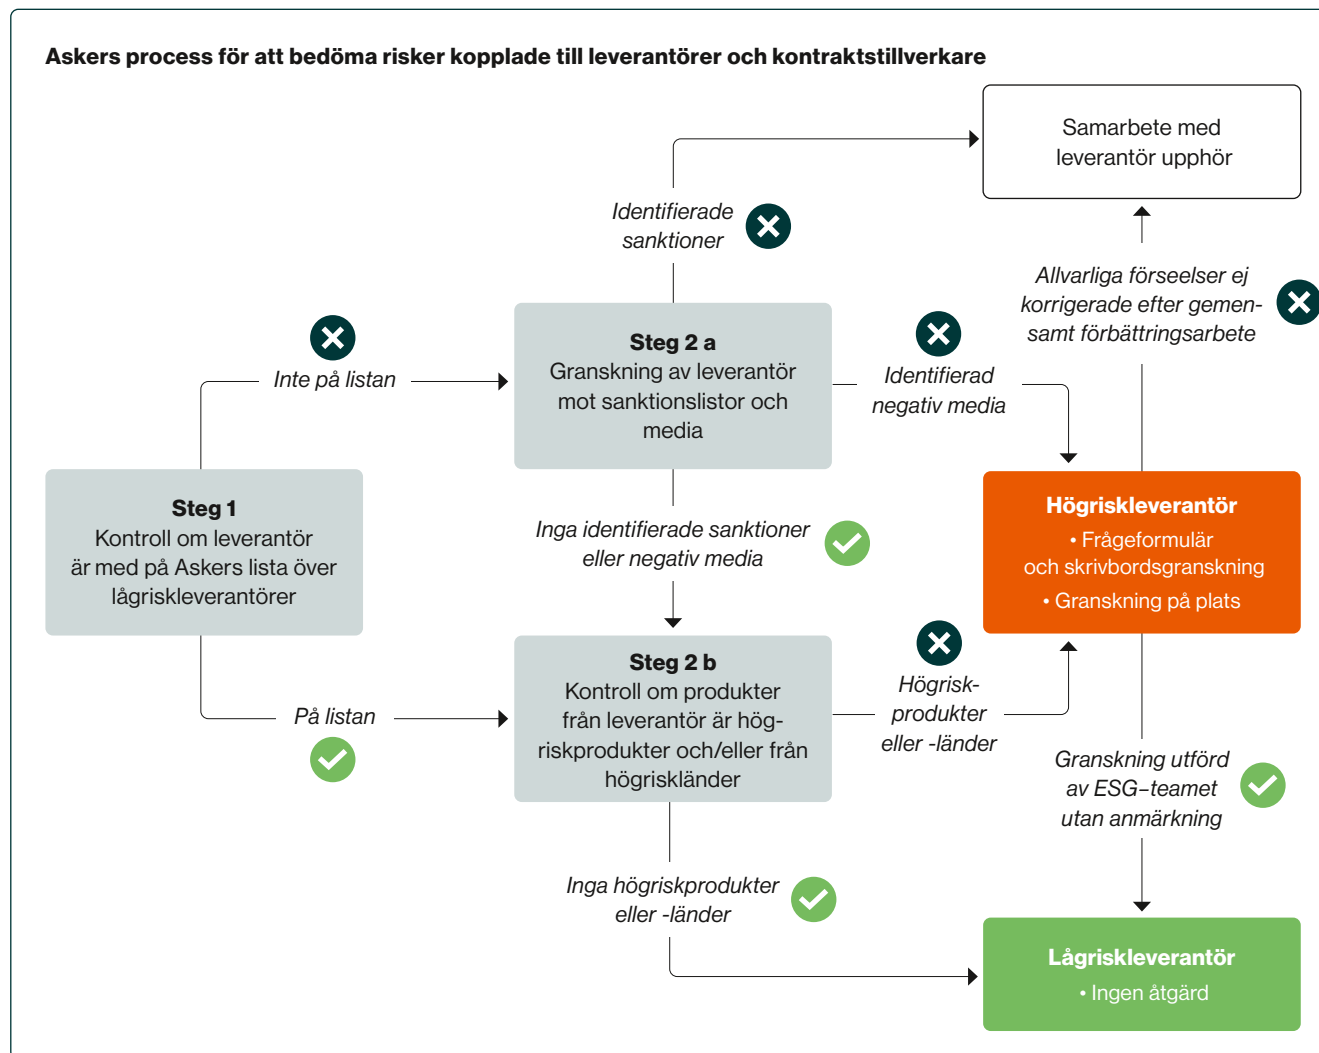 Askers process för att bedöma risker kopplade till leverantörer och kontraktstillverkare
Samarbete med
leverantör upphör
Identifierade
sanktioner
Allvarliga förseelser ej
korrigerade efter gemen-
samt förbättringsarbete
Inte på listan
Steg 2 a
Granskning av leverantör
mot sanktionslistor och
media
Identifierad
negativ media
Steg 1
Kontroll om leverantör
är med på Askers lista över
lågriskleverantörer
Inga identifierade sanktioner
eller negativ media
Högriskleverantör
• Frågeformulär
och skrivbordsgranskning
• Granskning på plats
På listan
Steg 2 b
Kontroll om produkter
från leverantör är hög-
riskprodukter och/eller från
högriskländer
Högrisk-
produkter
eller -länder
Granskning utförd
av ESG–teamet
utan anmärkning
Inga högriskprodukter
eller -länder
Lågriskleverantör
• Ingen åtgärd